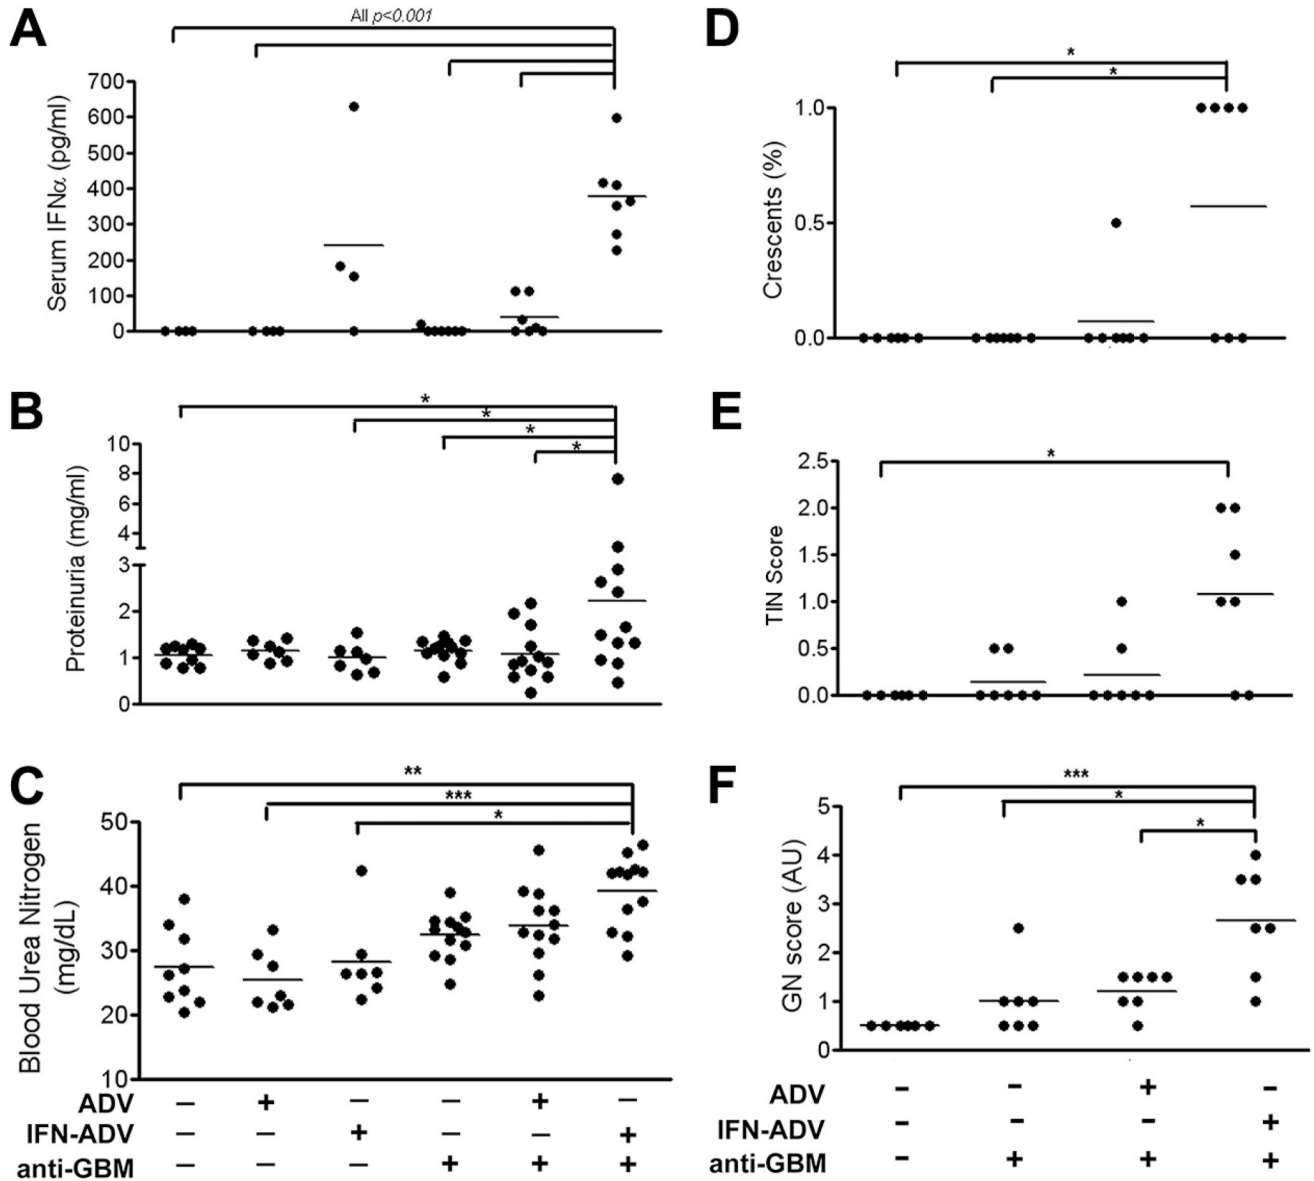 A
All p<0.001
Serum IFNα (pg/ml)
700
600
500
400
300
200
100
0
B
*
*
*
*
Proteinuria (mg/ml)
10
8
6
4
3
2
1
0
C
**
***
*
Blood Urea Nitrogen
(mg/dL)
50
40
30
20
10
ADV – + – – + –
IFN-ADV – – + – – +
anti-GBM – – – + + +
D
*
*
Crescents (%)
1.0
0.5
0.0
E
*
TIN Score
2.5
2.0
1.5
1.0
0.5
0.0
F
***
*
*
GN score (AU)
5
4
3
2
1
0
ADV - - + -
IFN-ADV - - - +
anti-GBM - + + +